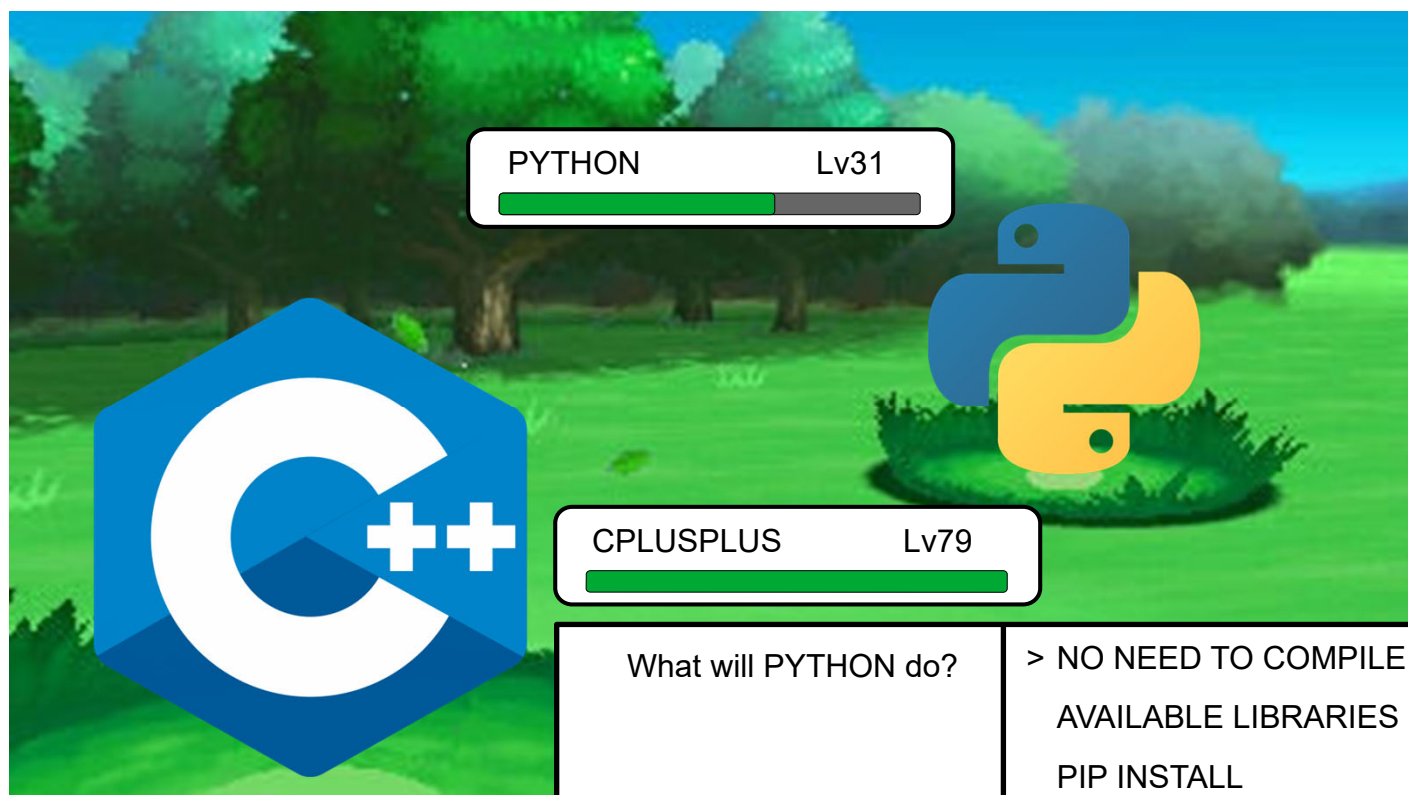 PYTHON Lv31
C++
CPLUSPLUS Lv79
What will PYTHON do?
> NO NEED TO COMPILE
AVAILABLE LIBRARIES
PIP INSTALL